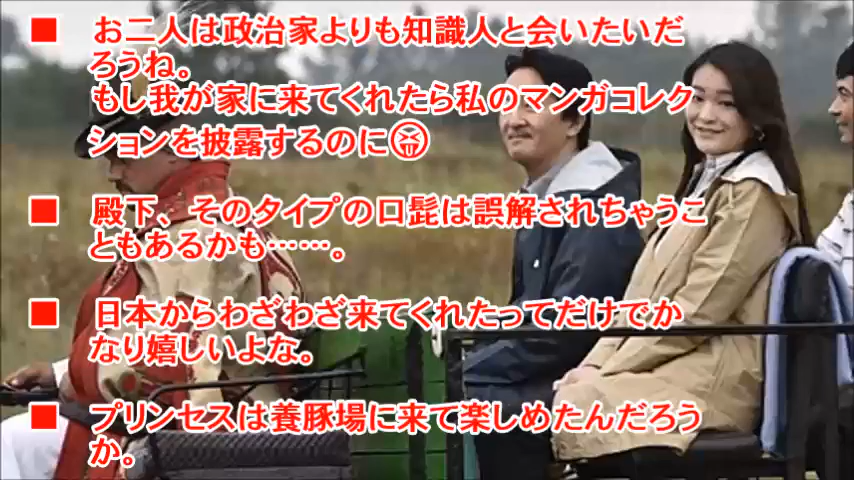 ■ お二人は政治家よりも知識人と会いたいだ
ろうね。
もし我が家に来てくれたら私のマンガコレク
ションを披露するのに
■ 殿下、そのタイプの口髭は誤解されちゃうこ
ともあるかも……。
■ 日本からわざわざ来てくれたってだけでか
なり嬉しいよな。
■ プリンセスは養豚場に来て楽しめたんだろう
か。